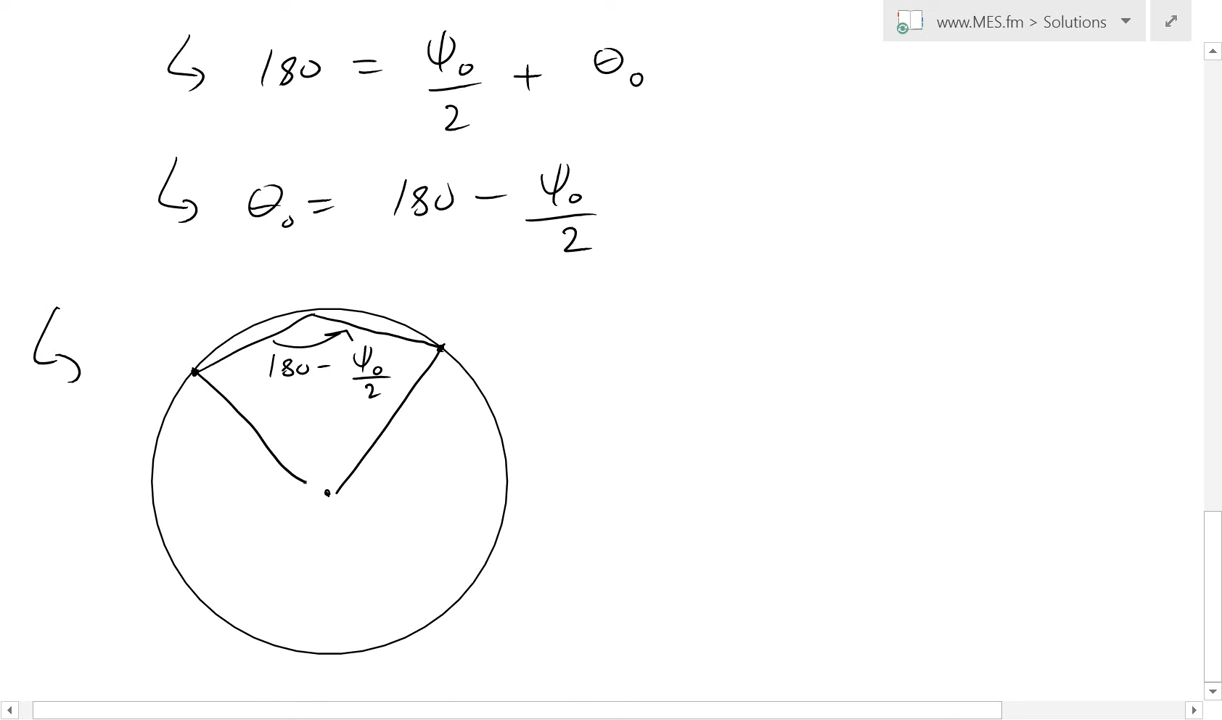 www.MES.fm > Solutions
↳ 180 = ψ₀/2 + θ₀
↳ θ₀ = 180 − ψ₀/2
↳
180 − ψ₀/2